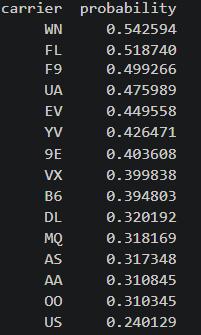 carrier probability
WN 0.542594
FL 0.518740
F9 0.499266
UA 0.475989
EV 0.449558
YV 0.426471
9E 0.403608
VX 0.399838
B6 0.394803
DL 0.320192
MQ 0.318169
AS 0.317348
AA 0.310845
OO 0.310345
US 0.240129